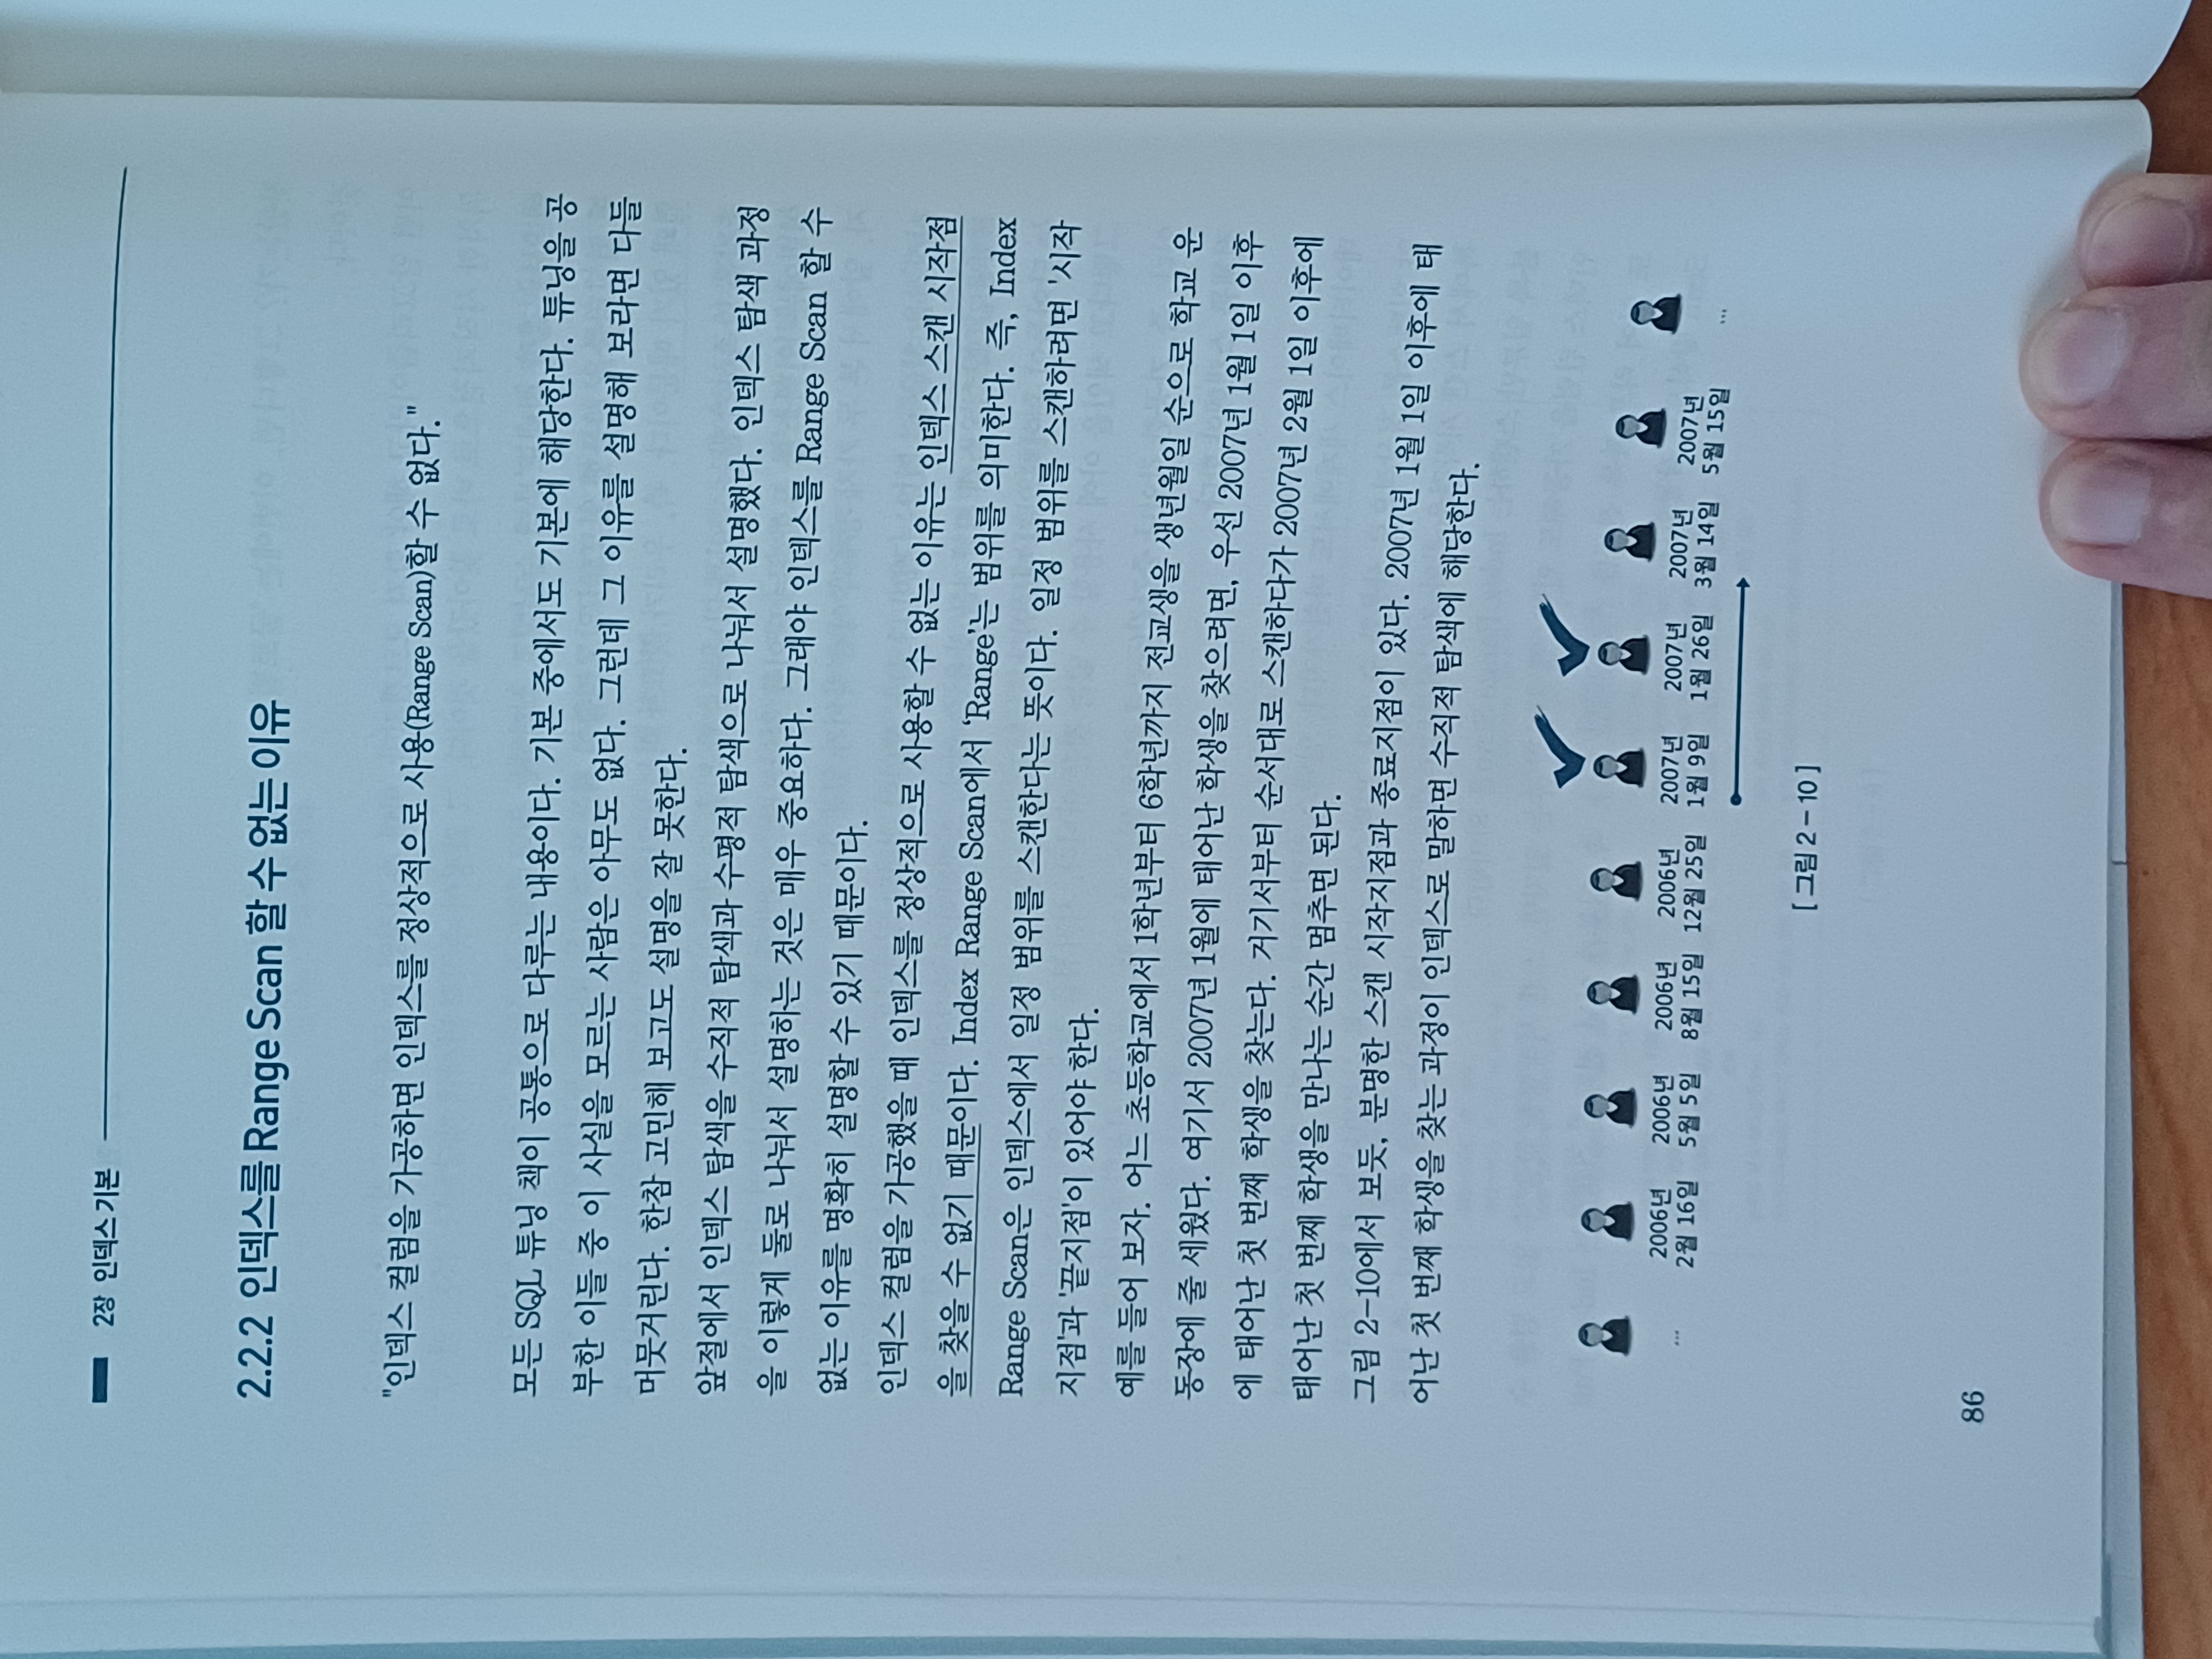 2장 인덱스 기본
2.2.2 인덱스를 Range Scan 할 수 없는 이유
"인덱스 컬럼을 가공하면 인덱스를 정상적으로 사용(Range Scan)할 수 없다."
모든 SQL 튜닝 책이 공통으로 다루는 내용이다. 기본 중에서도 기본에 해당한다. 튜닝을 공
부한 이들 중 이 사실을 모르는 사람은 아무도 없다. 그런데 그 이유를 설명해 보라면 다들
머뭇거린다. 한참 고민해 보고도 설명을 잘 못한다.
앞절에서 인덱스 탐색을 수직적 탐색과 수평적 탐색으로 나눠서 설명했다. 인덱스 탐색 과정
을 이렇게 둘로 나눠서 설명하는 것은 매우 중요하다. 그래야 인덱스를 Range Scan 할 수
없는 이유를 명확히 설명할 수 있기 때문이다.
인덱스 컬럼을 가공했을 때 인덱스를 정상적으로 사용할 수 없는 이유는 인덱스 스캔 시작점
을 찾을 수 없기 때문이다. Index Range Scan에서 ‘Range’는 범위를 의미한다. 즉, Index
Range Scan은 인덱스에서 일정 범위를 스캔한다는 뜻이다. 일정 범위를 스캔하려면 '시작
지점'과 '끝지점'이 있어야 한다.
예를 들어 보자. 어느 초등학교에서 1학년부터 6학년까지 전교생을 생년월일 순으로 학교 운
동장에 줄 세웠다. 여기서 2007년 1월에 태어난 학생을 찾으려면, 우선 2007년 1월 1일 이후
에 태어난 첫 번째 학생을 찾는다. 거기서부터 순서대로 스캔하다가 2007년 2월 1일 이후에
태어난 첫 번째 학생을 만나는 순간 멈추면 된다.
그림 2-10에서 보듯, 분명한 스캔 시작지점과 종료지점이 있다. 2007년 1월 1일 이후에 태
어난 첫 번째 학생을 찾는 과정이 인덱스로 말하면 수직적 탐색에 해당한다.
... 2006년 2006년 2006년 2006년 2007년 2007년 2007년 2007년 ...
2월 16일 5월 5일 8월 15일 12월 25일 1월 9일 1월 26일 3월 14일 5월 15일
[ 그림 2 - 10 ]
86